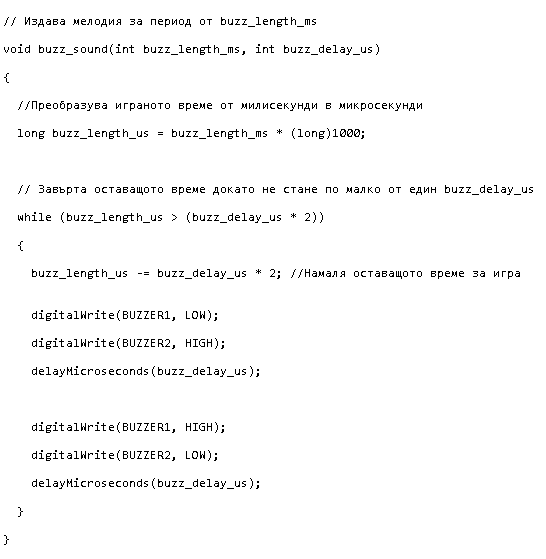 // Издава мелодия за период от buzz_length_ms
void buzz_sound(int buzz_length_ms, int buzz_delay_us)
{
//Преобразува играното време от милисекунди в микросекунди
long buzz_length_us = buzz_length_ms * (long)1000;
// Завърта оставащото време докато не стане по малко от един buzz_delay_us
while (buzz_length_us > (buzz_delay_us * 2))
{
buzz_length_us -= buzz_delay_us * 2; //Намаля оставащото време за игра
digitalWrite(BUZZER1, LOW);
digitalWrite(BUZZER2, HIGH);
delayMicroseconds(buzz_delay_us);
digitalWrite(BUZZER1, HIGH);
digitalWrite(BUZZER2, LOW);
delayMicroseconds(buzz_delay_us);
}
}